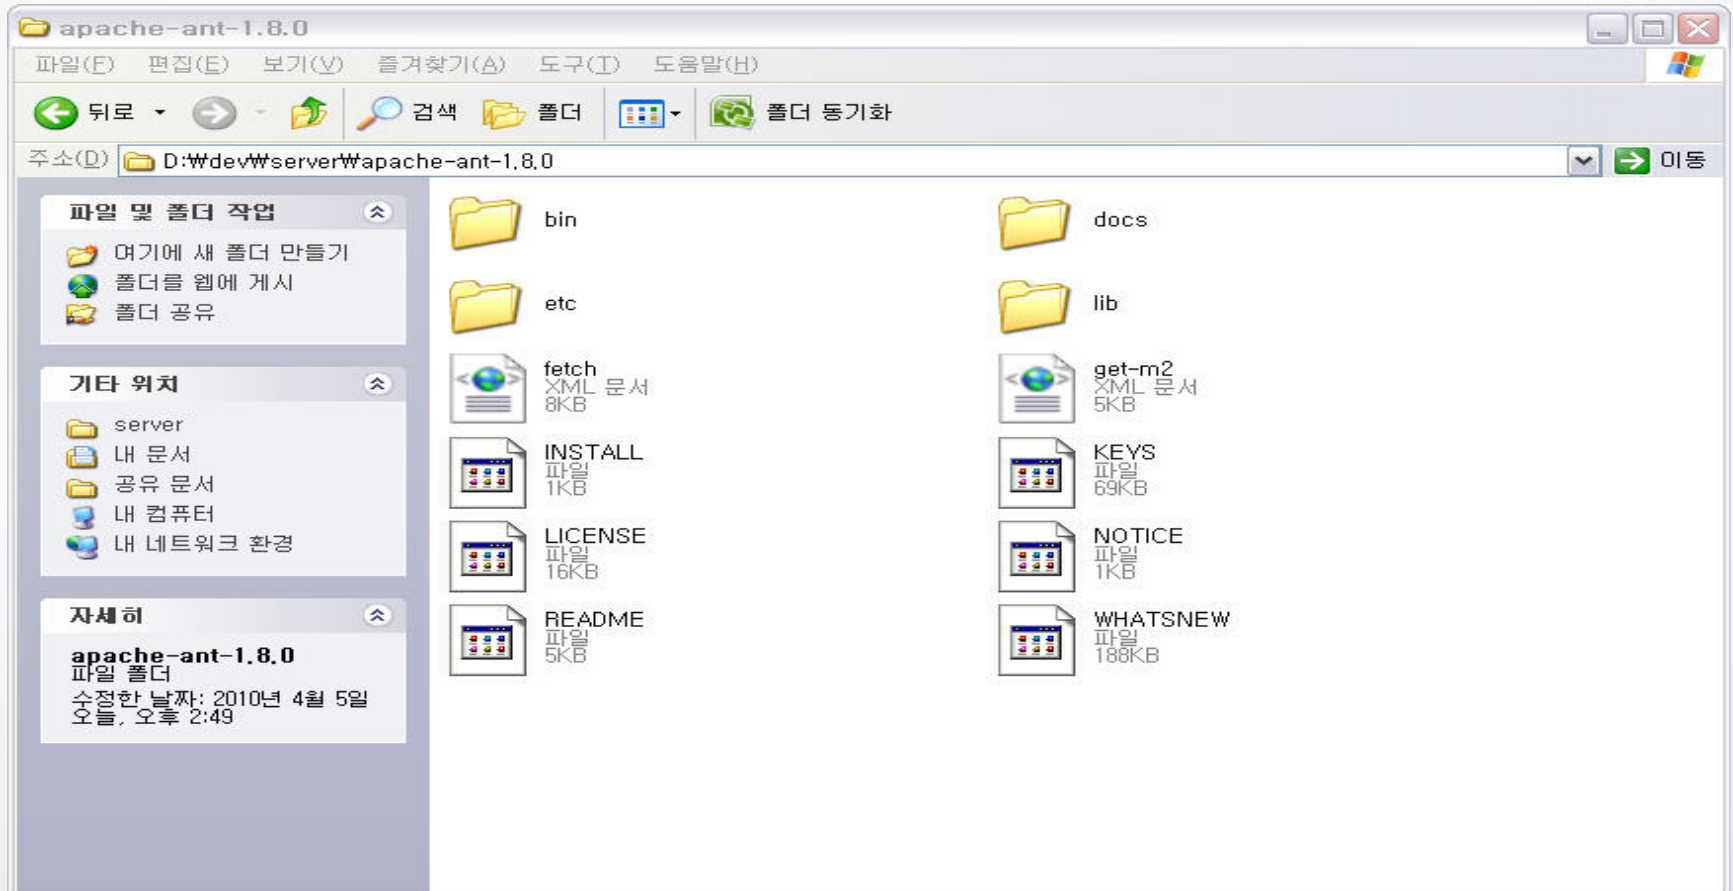 apache-ant-1.8.0
파일(F) 편집(E) 보기(V) 즐겨찾기(A) 도구(T) 도움말(H)
뒤로 검색 폴더 폴더 동기화
주소(D) D:₩dev₩server₩apache-ant-1.8.0 이동
파일 및 폴더 작업
여기에 새 폴더 만들기
폴더를 웹에 게시
폴더 공유
기타 위치
server
내 문서
공유 문서
내 컴퓨터
내 네트워크 환경
자세히
apache-ant-1.8.0
파일 폴더
수정한 날짜: 2010년 4월 5일
오늘, 오후 2:49
bin
docs
etc
lib
fetch
XML 문서
8KB
get-m2
XML 문서
5KB
INSTALL
파일
1KB
KEYS
파일
69KB
LICENSE
파일
16KB
NOTICE
파일
1KB
README
파일
5KB
WHATSNEW
파일
188KB